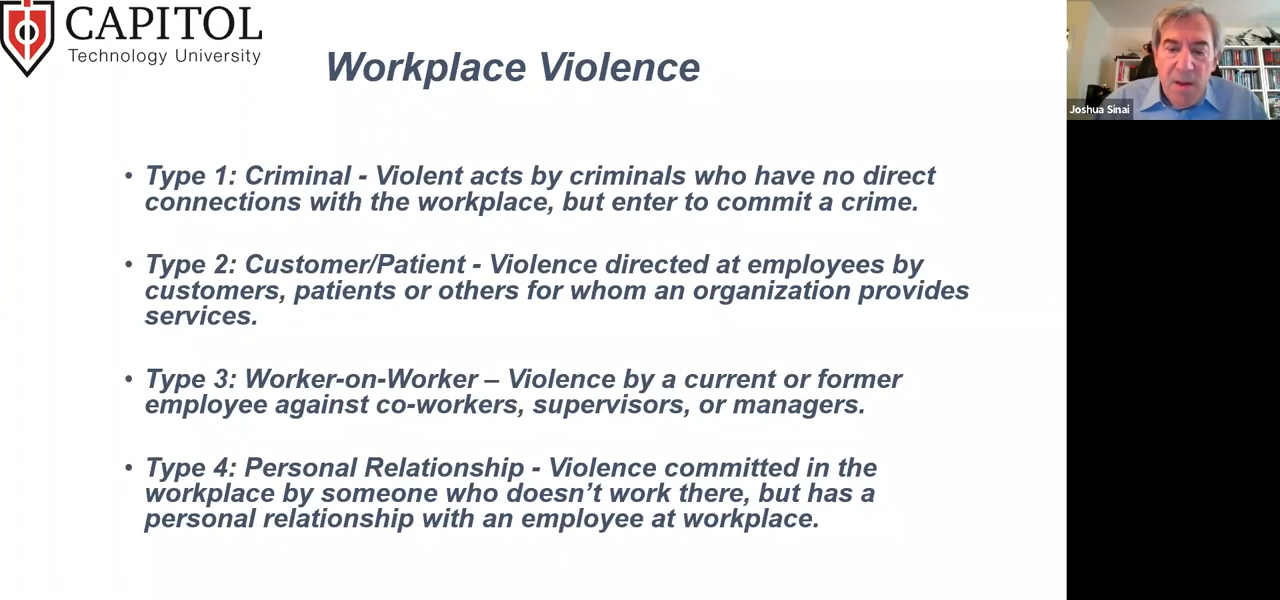 CAPITOL
Technology University
Workplace Violence
Joshua Sinai
• Type 1: Criminal - Violent acts by criminals who have no direct
connections with the workplace, but enter to commit a crime.
• Type 2: Customer/Patient - Violence directed at employees by
customers, patients or others for whom an organization provides
services.
• Type 3: Worker-on-Worker – Violence by a current or former
employee against co-workers, supervisors, or managers.
• Type 4: Personal Relationship - Violence committed in the
workplace by someone who doesn’t work there, but has a
personal relationship with an employee at workplace.